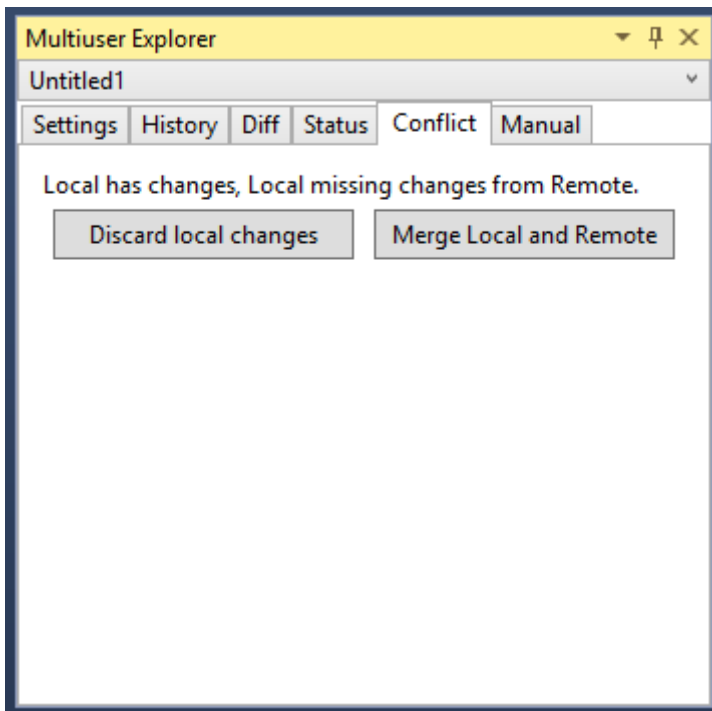 Multiuser Explorer
Untitled1
Settings History Diff Status Conflict Manual
Local has changes, Local missing changes from Remote.
Discard local changes Merge Local and Remote